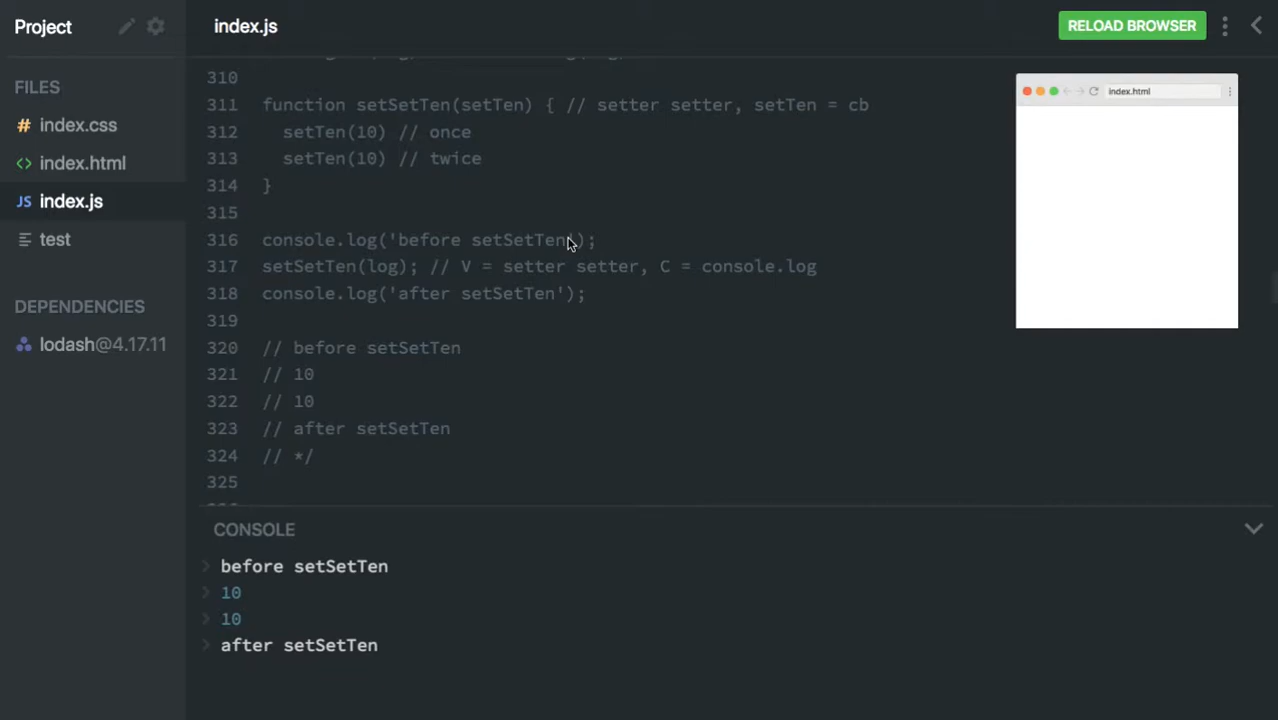 Project
index.js
RELOAD BROWSER
FILES
# index.css
<> index.html
JS index.js
test
DEPENDENCIES
lodash@4.17.11
310
311 function setSetTen(setTen) { // setter setter, setTen = cb
312 setTen(10) // once
313 setTen(10) // twice
314 }
315
316 console.log('before setSetTen');
317 setSetTen(log); // V = setter setter, C = console.log
318 console.log('after setSetTen');
319
320 // before setSetTen
321 // 10
322 // 10
323 // after setSetTen
324 // */
325
index.html
CONSOLE
> before setSetTen
> 10
> 10
> after setSetTen